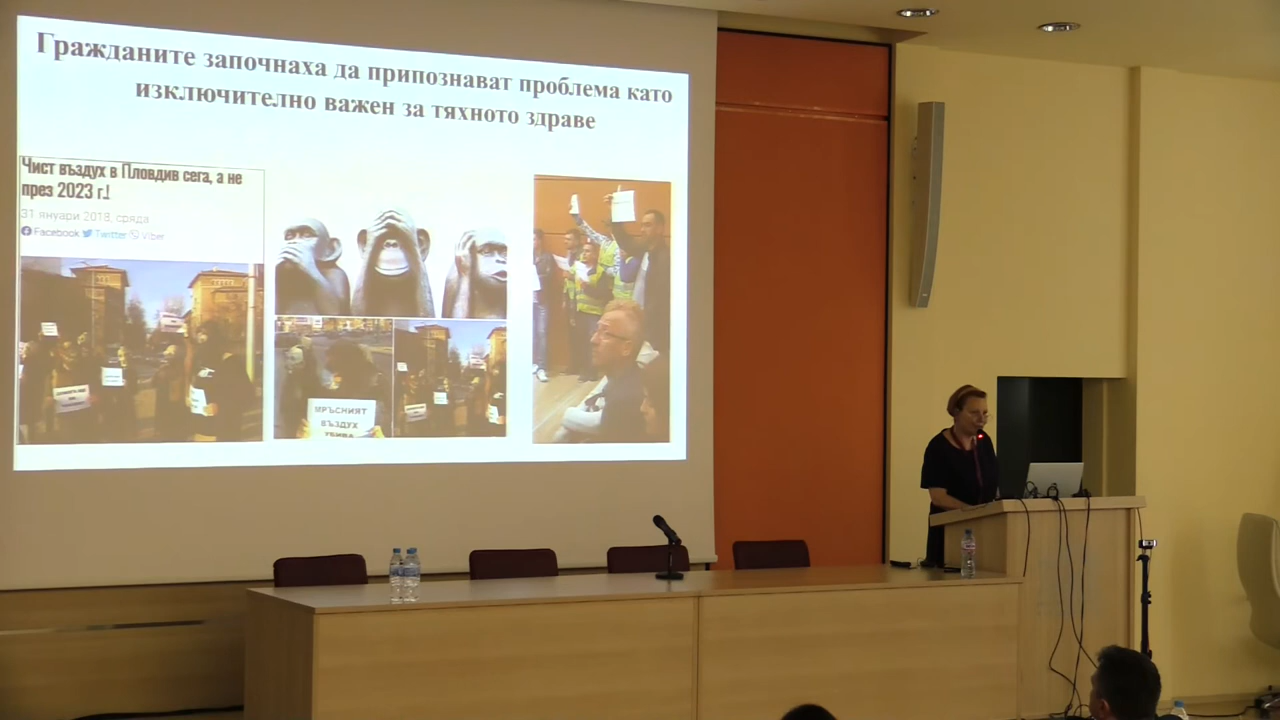 Гражданите започнаха да припознават проблема като
изключително важен за тяхното здраве
Чист въздух в Пловдив сега, а не
през 2023 г.!
31 януари 2018, сряда
Facebook Twitter Viber
МРЪСНИЯТ
ВЪЗДУХ
УБИВА